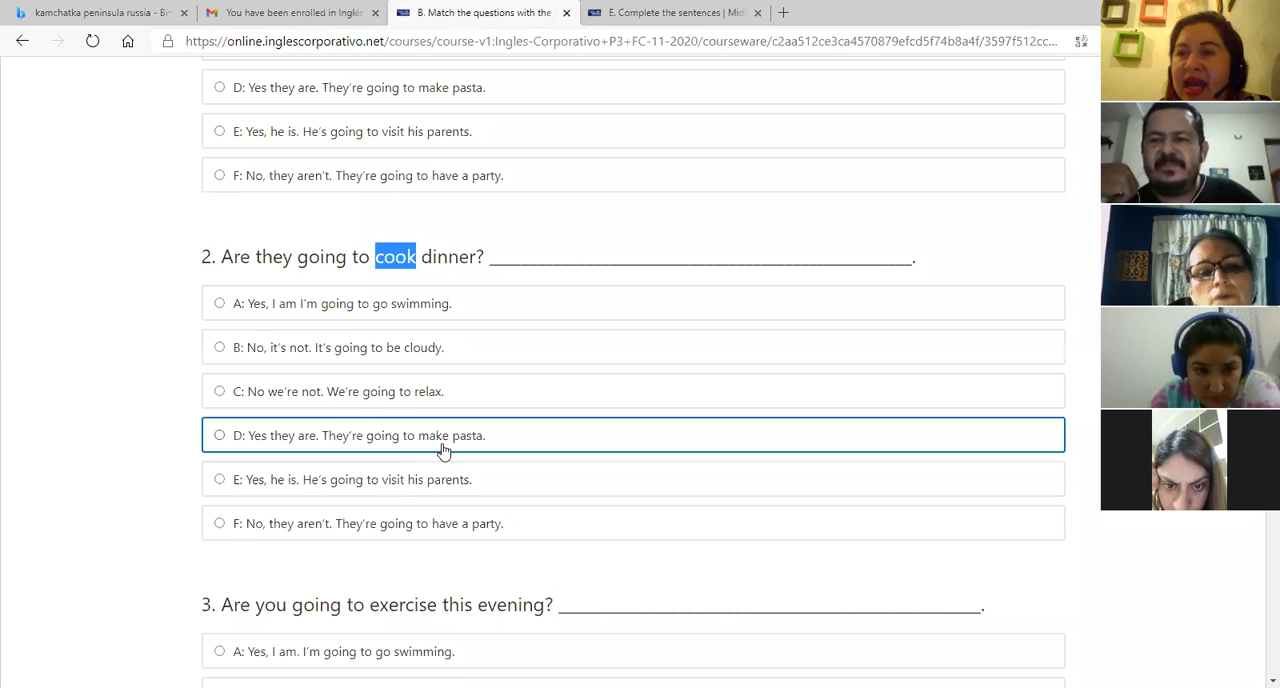 kamchatka peninsula russia - Bi
You have been enrolled in Inglé
B. Match the questions with the
E. Complete the sentences | Mid
https://online.inglescorporativo.net/courses/course-v1:Ingles-Corporativo+P3+FC-11-2020/courseware/c2aa512ce3ca4570879efcd5f74b8a4f/3597f512cc...
D: Yes they are. They're going to make pasta.
E: Yes, he is. He's going to visit his parents.
F: No, they aren't. They're going to have a party.
2. Are they going to cook dinner? ______________________________________________.
A: Yes, I am I'm going to go swimming.
B: No, it's not. It's going to be cloudy.
C: No we're not. We're going to relax.
D: Yes they are. They're going to make pasta.
E: Yes, he is. He's going to visit his parents.
F: No, they aren't. They're going to have a party.
3. Are you going to exercise this evening? ______________________________________________.
A: Yes, I am. I'm going to go swimming.